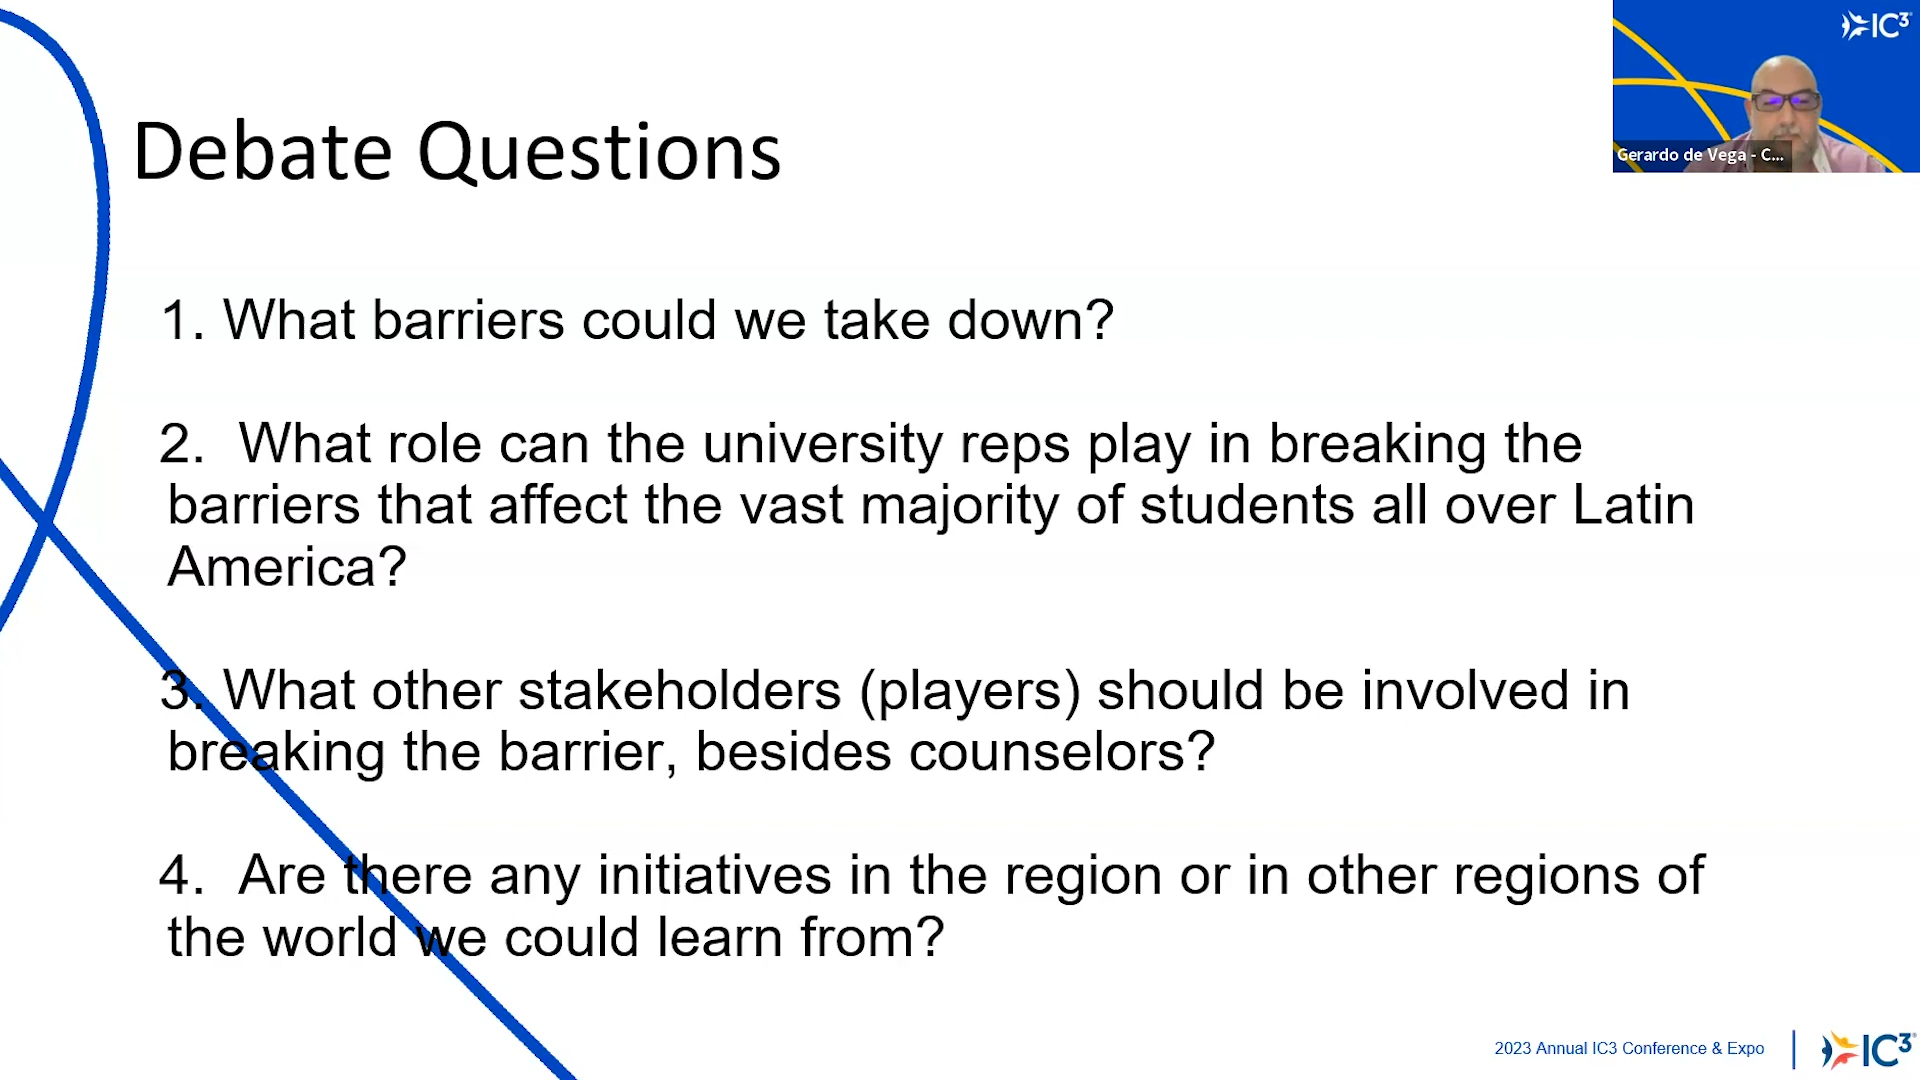 IC3
Gerardo de Vega - C...
Debate Questions
1. What barriers could we take down?
2. What role can the university reps play in breaking the
barriers that affect the vast majority of students all over Latin
America?
3. What other stakeholders (players) should be involved in
breaking the barrier, besides counselors?
4. Are there any initiatives in the region or in other regions of
the world we could learn from?
2023 Annual IC3 Conference & Expo
IC3